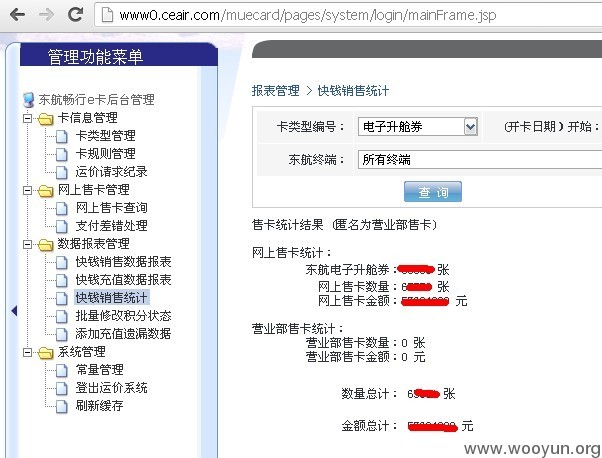 www0.ceair.com/muecard/pages/system/login/mainFrame.jsp
管理功能菜单
东航畅行e卡后台管理
卡信息管理
卡类型管理
卡规则管理
运价请求纪录
网上售卡管理
网上售卡查询
支付差错处理
数据报表管理
快钱销售数据报表
快钱充值数据报表
快钱销售统计
批量修改积分状态
添加充值遗漏数据
系统管理
常量管理
登出运价系统
刷新缓存
报表管理 > 快钱销售统计
卡类型编号： 电子升舱券 (开卡日期)开始：
东航终端： 所有终端
查 询
售卡统计结果（匿名为营业部售卡）
网上售卡统计：
东航电子升舱券： 张
网上售卡数量： 张
网上售卡金额： 元
营业部售卡统计：
营业部售卡数量：0 张
营业部售卡金额：0 元
数量总计： 张
金额总计： 元
www.wooyun.org